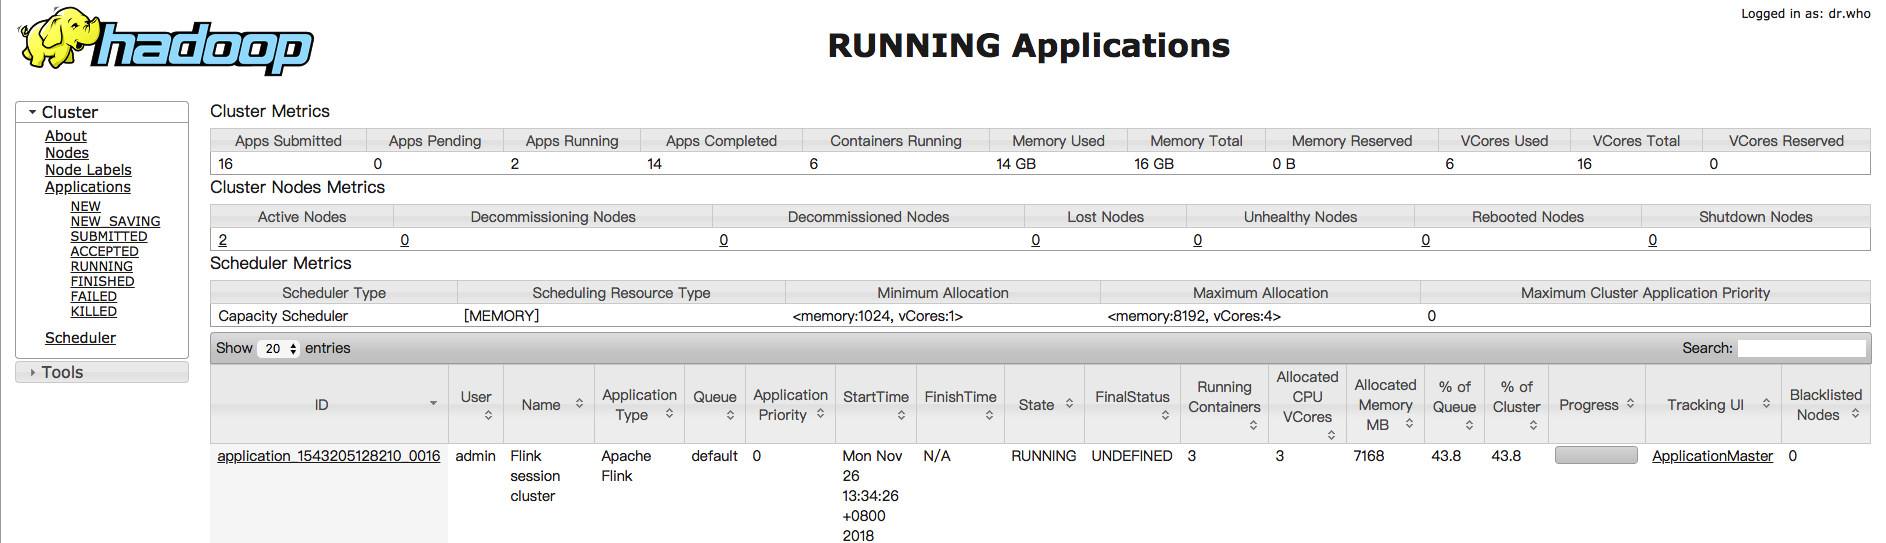 hadoop
Logged in as: dr.who
RUNNING Applications
Cluster
About
Nodes
Node Labels
Applications
NEW
NEW_SAVING
SUBMITTED
ACCEPTED
RUNNING
FINISHED
FAILED
KILLED
Scheduler
Tools
Cluster Metrics
Apps Submitted Apps Pending Apps Running Apps Completed Containers Running Memory Used Memory Total Memory Reserved VCores Used VCores Total VCores Reserved
16 0 2 14 6 14 GB 16 GB 0 B 6 16 0
Cluster Nodes Metrics
Active Nodes Decommissioning Nodes Decommissioned Nodes Lost Nodes Unhealthy Nodes Rebooted Nodes Shutdown Nodes
2 0 0 0 0 0 0
Scheduler Metrics
Scheduler Type Scheduling Resource Type Minimum Allocation Maximum Allocation Maximum Cluster Application Priority
Capacity Scheduler [MEMORY] <memory:1024, vCores:1> <memory:8192, vCores:4> 0
Show 20 entries Search:
ID
User
Name
Application
Type
Queue
Application
Priority
StartTime
FinishTime
State
FinalStatus
Running
Containers
Allocated
CPU
VCores
Allocated
Memory
MB
% of
Queue
% of
Cluster
Progress
Tracking UI
Blacklisted
Nodes
application_1543205128210_0016
admin
Flink
session
cluster
Apache
Flink
default
0
Mon Nov
26
13:34:26
+0800
2018
N/A
RUNNING
UNDEFINED
3
3
7168
43.8
43.8
ApplicationMaster
0